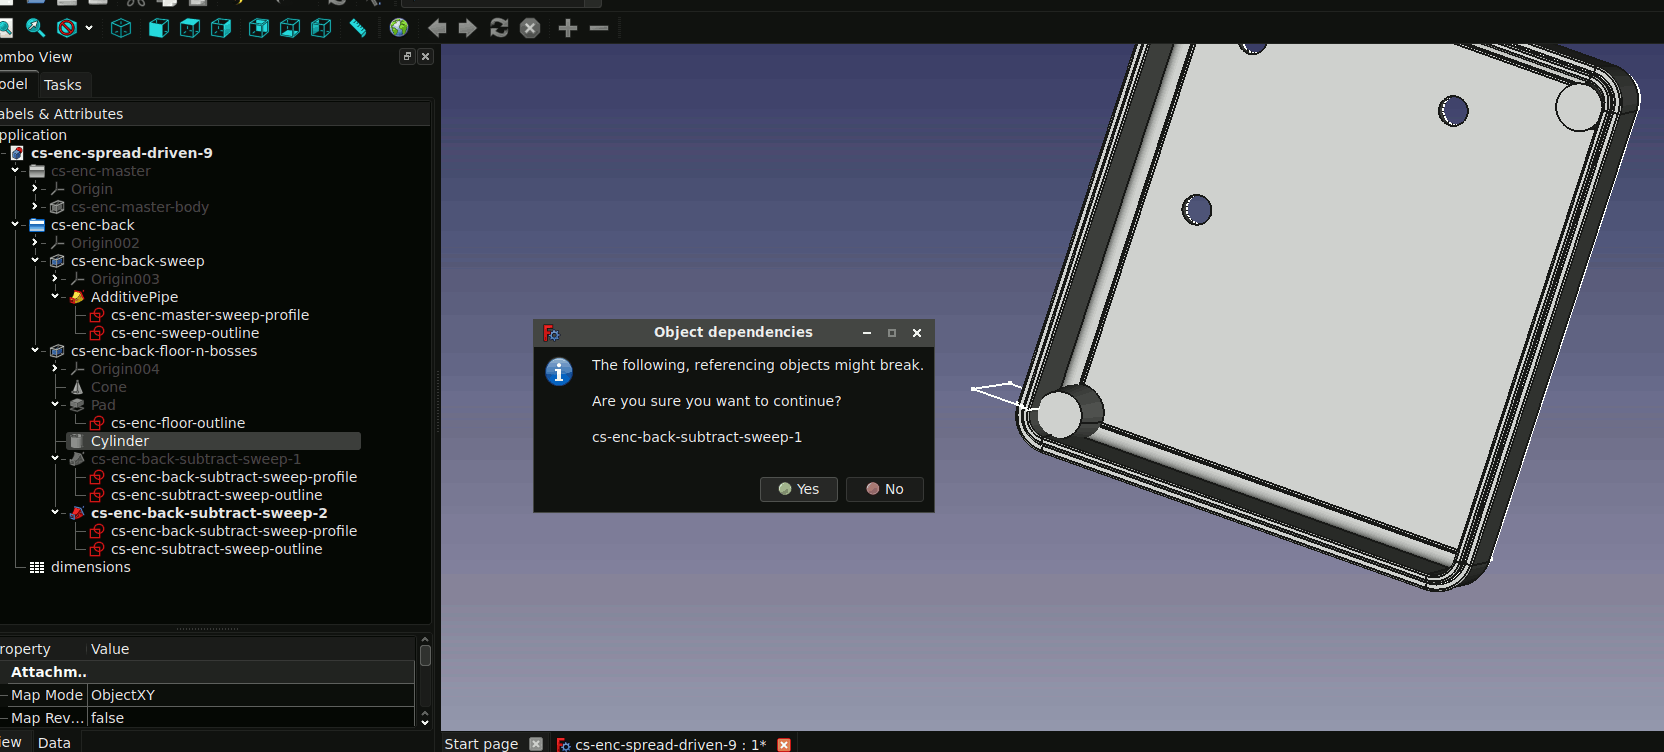 ombo View
odel
Tasks
abels & Attributes
pplication
cs-enc-spread-driven-9
cs-enc-master
Origin
cs-enc-master-body
cs-enc-back
Origin002
cs-enc-back-sweep
Origin003
AdditivePipe
cs-enc-master-sweep-profile
cs-enc-sweep-outline
cs-enc-back-floor-n-bosses
Origin004
Cone
Pad
cs-enc-floor-outline
Cylinder
cs-enc-back-subtract-sweep-1
cs-enc-back-subtract-sweep-profile
cs-enc-subtract-sweep-outline
cs-enc-back-subtract-sweep-2
cs-enc-back-subtract-sweep-profile
cs-enc-subtract-sweep-outline
dimensions
roperty Value
Attachm..
Map Mode ObjectXY
Map Rev... false
iew Data
Object dependencies
The following, referencing objects might break.
Are you sure you want to continue?
cs-enc-back-subtract-sweep-1
Yes No
Start page
cs-enc-spread-driven-9 : 1*